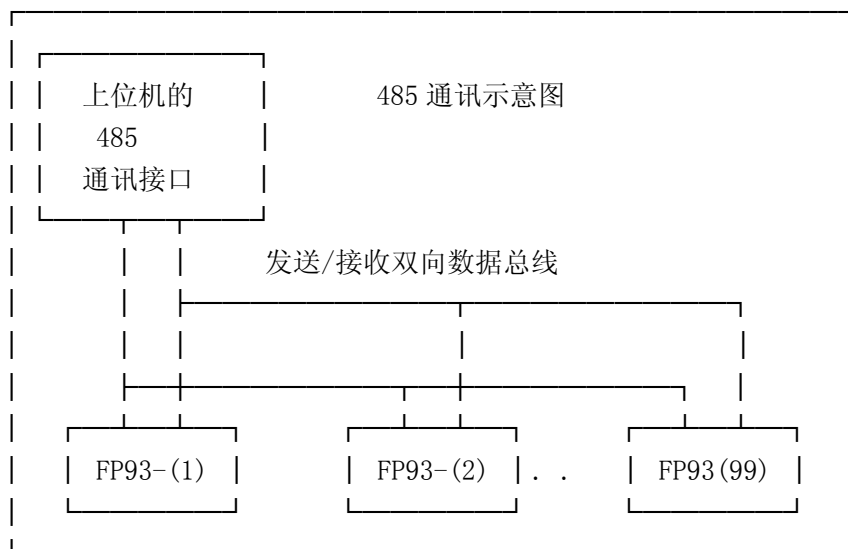 上位机的 485 通讯示意图
485
通讯接口
发送/接收双向数据总线
FP93-(1) FP93-(2) . . FP93(99)